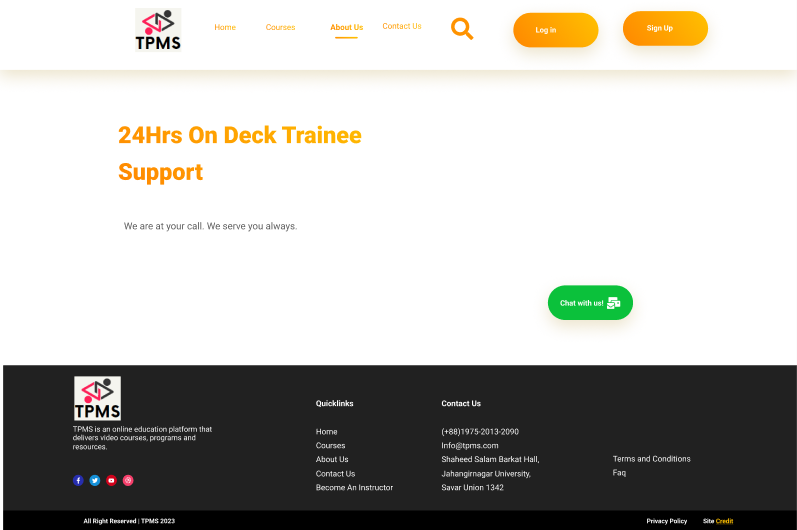 TPMS
Home
Courses
About Us
Contact Us
Log in
Sign Up
24Hrs On Deck Trainee
Support
We are at your call. We serve you always.
Chat with us!
TPMS
TPMS is an online education platform that
delivers video courses, programs and
resources.
Quicklinks
Home
Courses
About Us
Contact Us
Become An Instructor
Contact Us
(+88)1975-2013-2090
Info@tpms.com
Shaheed Salam Barkat Hall,
Jahangirnagar University,
Savar Union 1342
Terms and Conditions
Faq
All Right Reserved | TPMS 2023
Privacy Policy
Site Credit